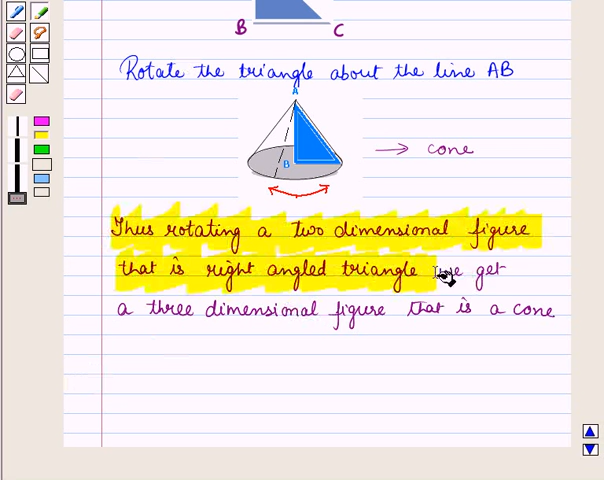 B C
Rotate the triangle about the line AB
A
B
→ cone
Thus rotating a two dimensional figure
that is right angled triangle we get
a three dimensional figure that is a cone